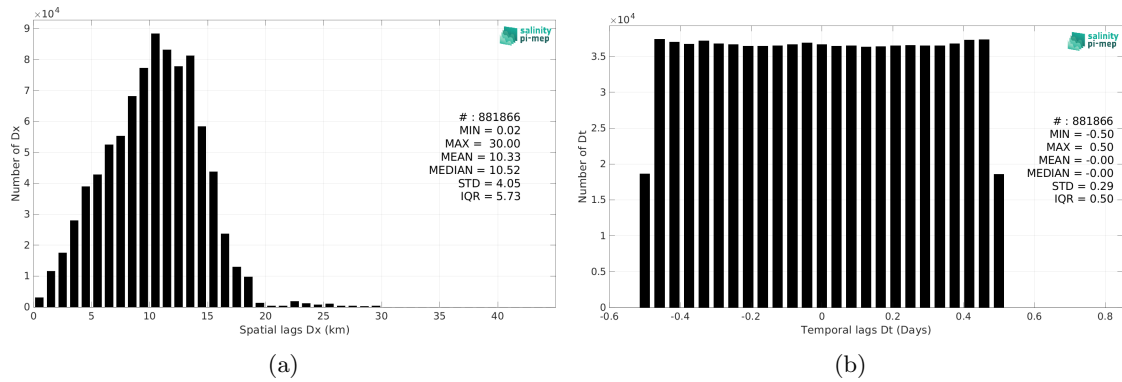 ×10⁴
9
8
7
6
5
4
3
2
1
0
Number of Dx
0 5 10 15 20 25 30 35 40
Spatial lags Dx (km)
salinity
pi-mep
# : 881866
MIN = 0.02
MAX = 30.00
MEAN = 10.33
MEDIAN = 10.52
STD = 4.05
IQR = 5.73
(a)
×10⁴
4
3.5
3
2.5
2
1.5
1
0.5
0
Number of Dt
-0.6 -0.4 -0.2 0 0.2 0.4 0.6 0.8
Temporal lags Dt (Days)
salinity
pi-mep
# : 881866
MIN = -0.50
MAX = 0.50
MEAN = -0.00
MEDIAN = -0.00
STD = 0.29
IQR = 0.50
(b)